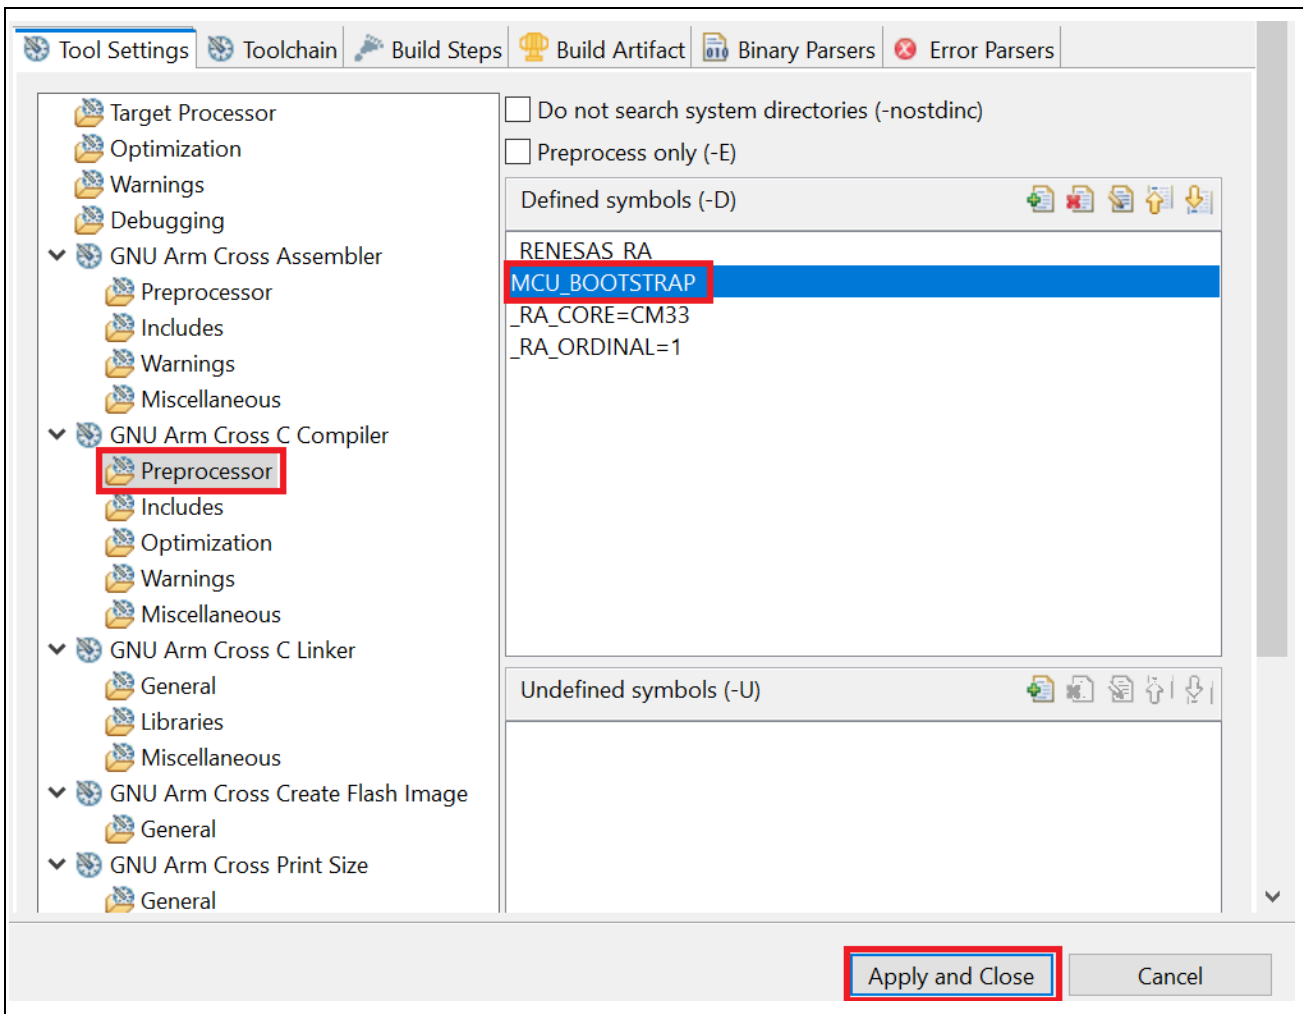 Tool Settings Toolchain Build Steps Build Artifact Binary Parsers Error Parsers
Target Processor
Optimization
Warnings
Debugging
GNU Arm Cross Assembler
Preprocessor
Includes
Warnings
Miscellaneous
GNU Arm Cross C Compiler
Preprocessor
Includes
Optimization
Warnings
Miscellaneous
GNU Arm Cross C Linker
General
Libraries
Miscellaneous
GNU Arm Cross Create Flash Image
General
GNU Arm Cross Print Size
General
Do not search system directories (-nostdinc)
Preprocess only (-E)
Defined symbols (-D)
_RENESAS_RA_
MCU_BOOTSTRAP
_RA_CORE=CM33
_RA_ORDINAL=1
Undefined symbols (-U)
Apply and Close Cancel